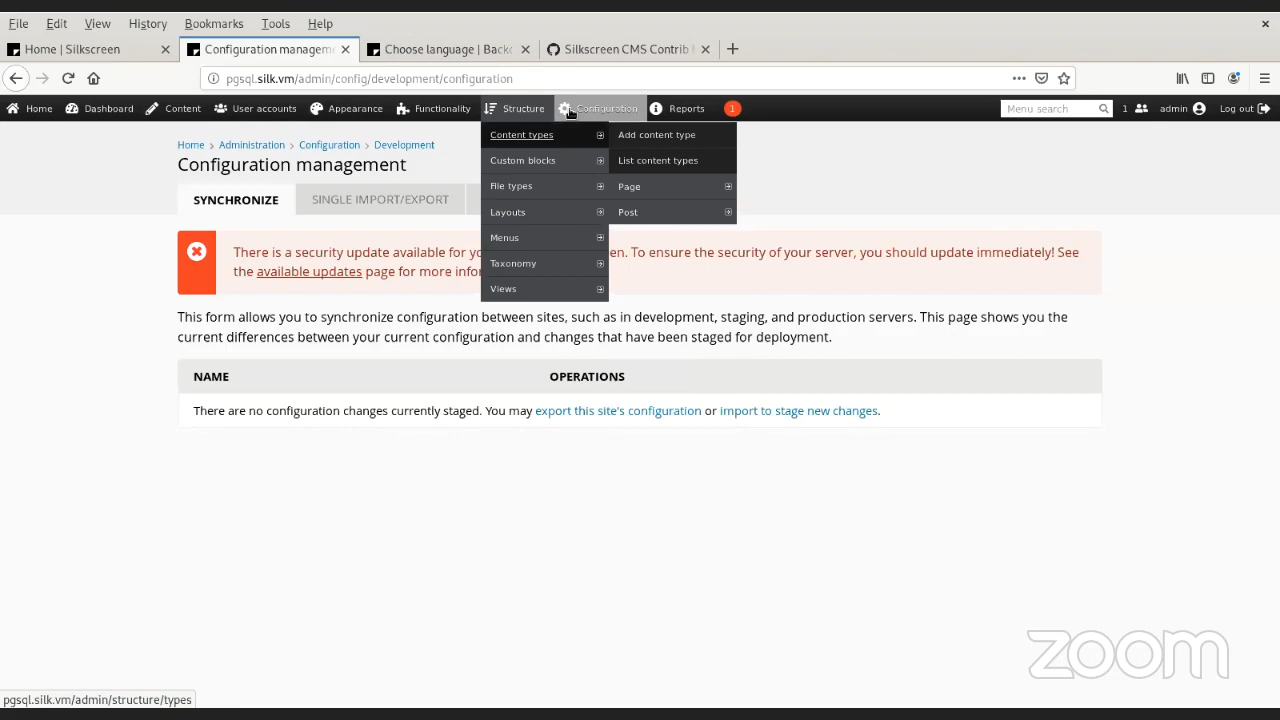 File Edit View History Bookmarks Tools Help ×
Home | Silkscreen × Configuration managem × Choose language | Back × Silkscreen CMS Contrib × +
pgsql.silk.vm/admin/config/development/configuration
Home Dashboard Content User accounts Appearance Functionality Structure Configuration Reports 1 Menu search 1 admin Log out
Content types Add content type
Custom blocks List content types
File types Page
Layouts Post
Menus
Taxonomy
Views
Home › Administration › Configuration › Development
Configuration management
SYNCHRONIZE SINGLE IMPORT/EXPORT
There is a security update available for yo en. To ensure the security of your server, you should update immediately! See
the available updates page for more infor
This form allows you to synchronize configuration between sites, such as in development, staging, and production servers. This page shows you the
current differences between your current configuration and changes that have been staged for deployment.
NAME OPERATIONS
There are no configuration changes currently staged. You may export this site's configuration or import to stage new changes.
zoom
pgsql.silk.vm/admin/structure/types